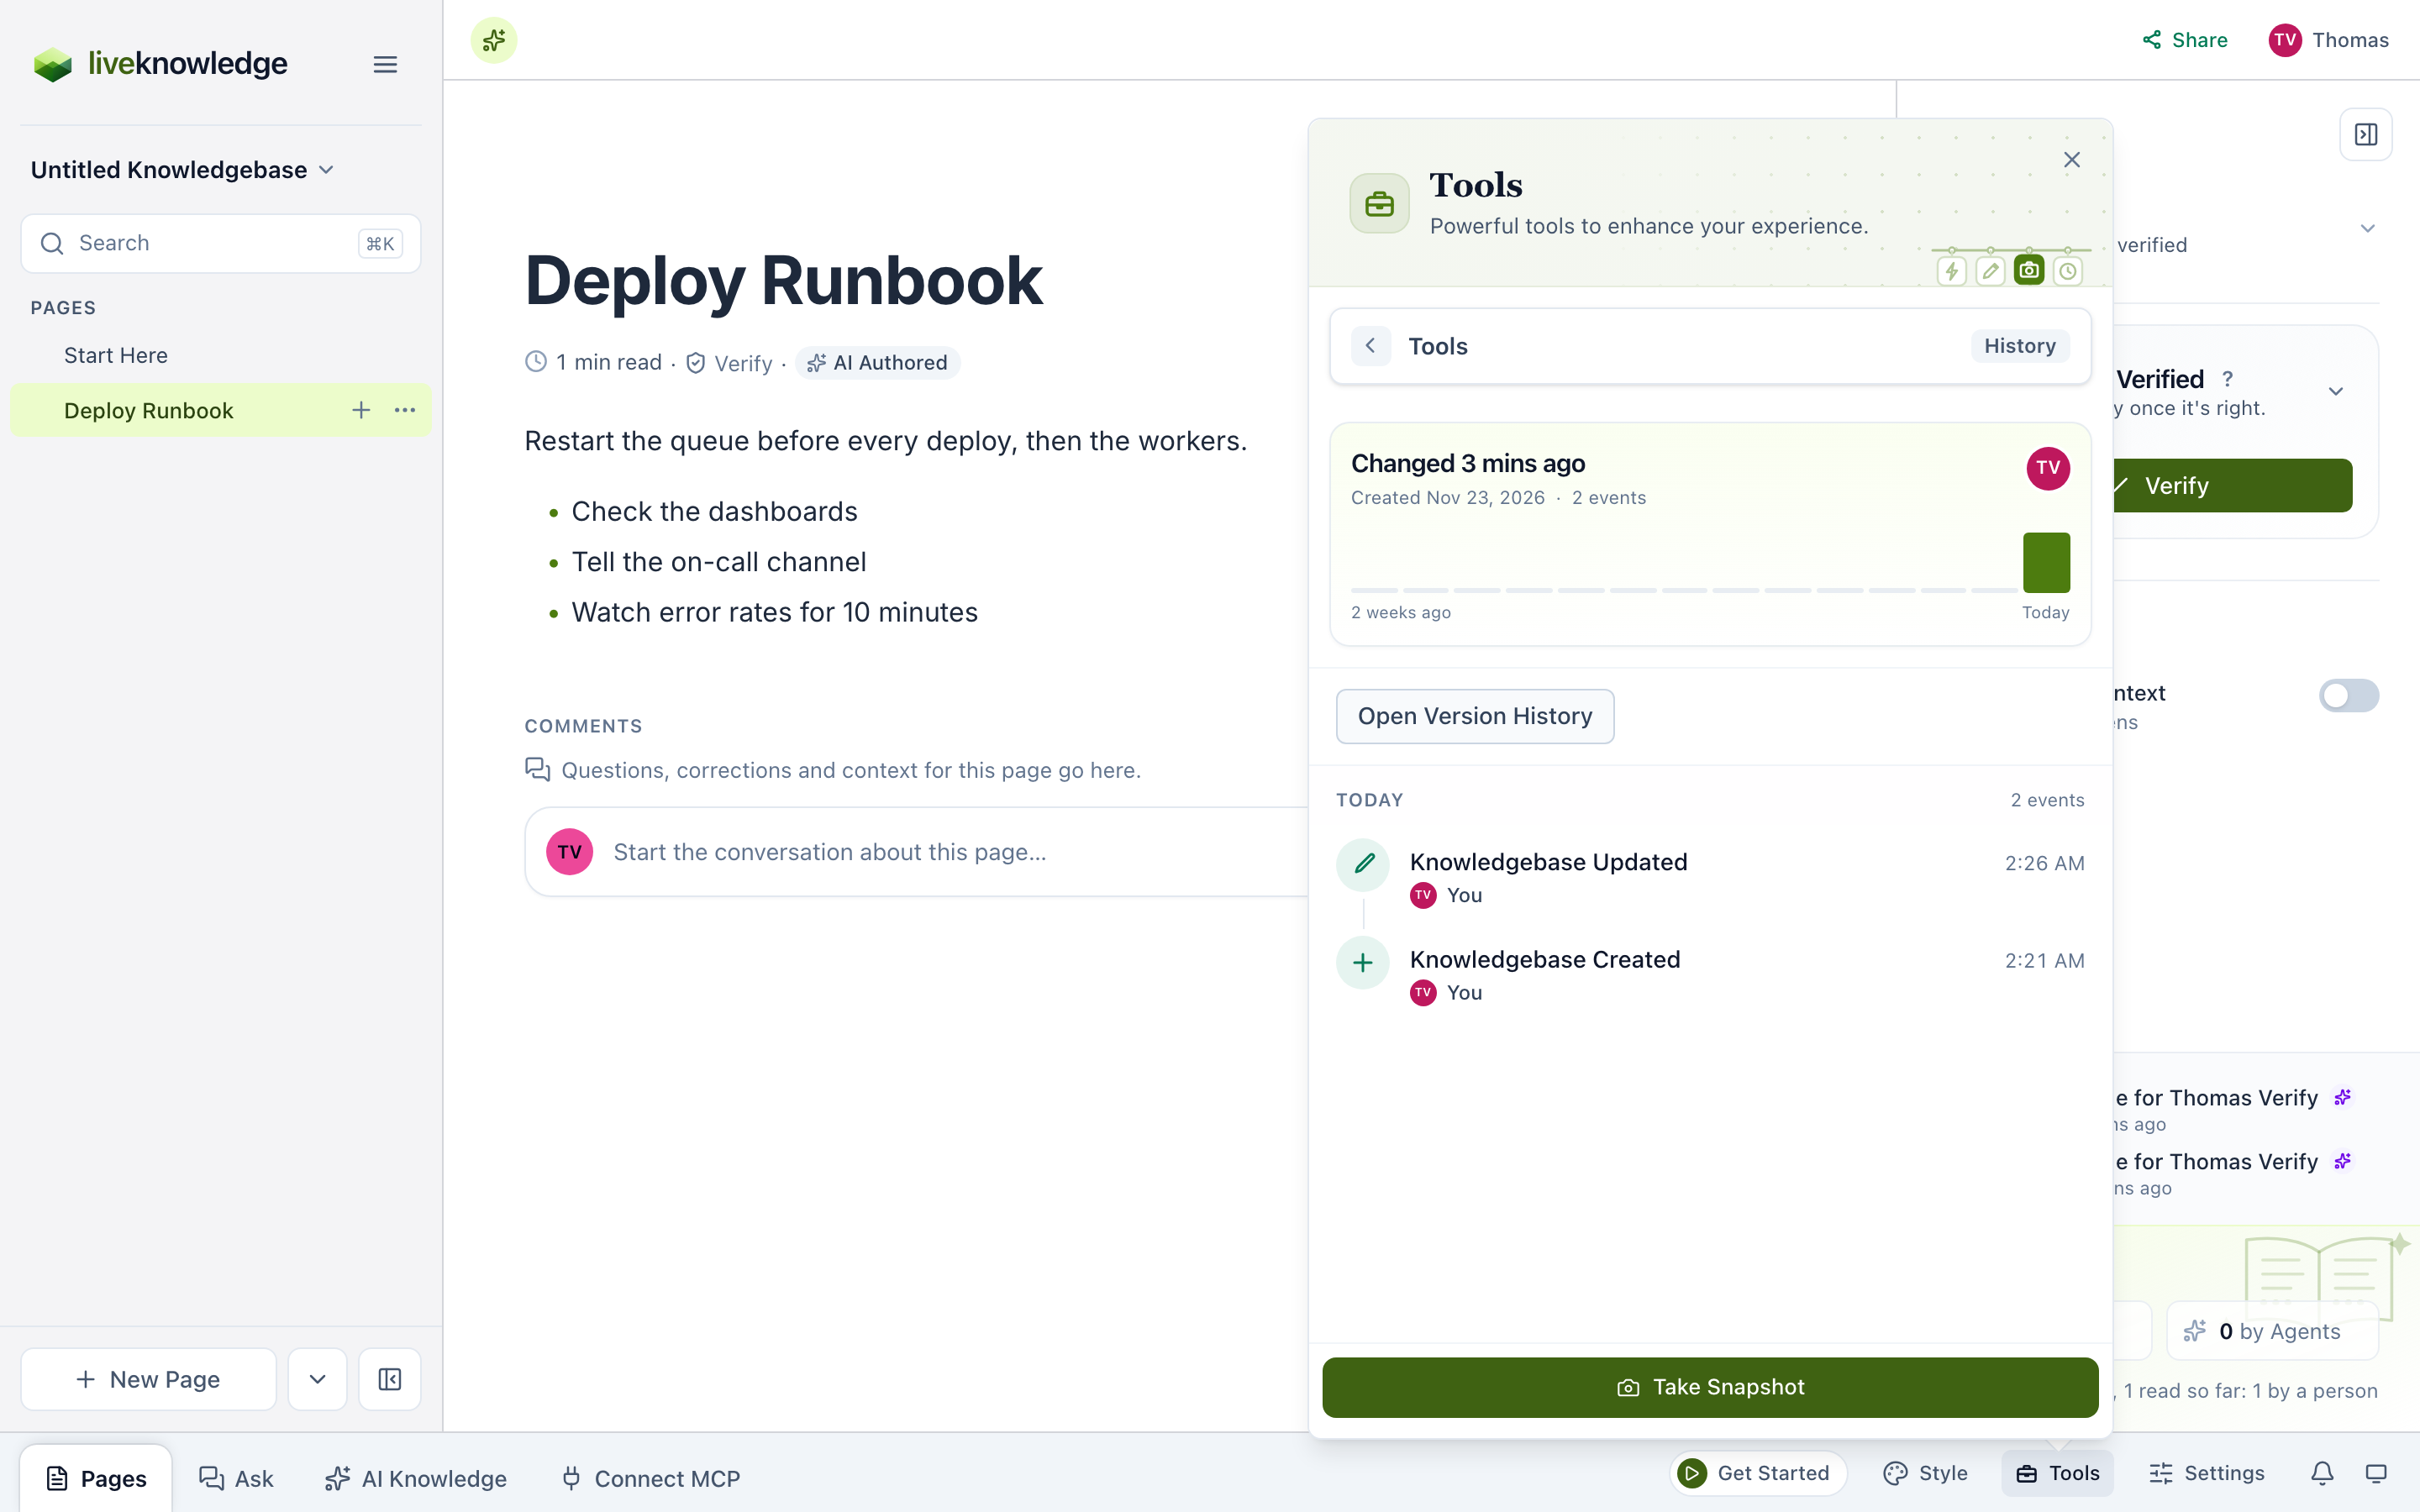 liveknowledge
Untitled Knowledgebase
Search
⌘K
PAGES
Start Here
Deploy Runbook
New Page
Share
TV
Thomas
Deploy Runbook
1 min read · Verify · AI Authored
Restart the queue before every deploy, then the workers.
• Check the dashboards
• Tell the on-call channel
• Watch error rates for 10 minutes
COMMENTS
Questions, corrections and context for this page go here.
TV
Start the conversation about this page...
Tools
Powerful tools to enhance your experience.
Tools
History
Changed 3 mins ago
TV
Created Nov 23, 2026 · 2 events
2 weeks ago
Today
Open Version History
TODAY
2 events
Knowledgebase Updated
2:26 AM
TV You
Knowledgebase Created
2:21 AM
TV You
Take Snapshot
verified
Verified ?
y once it's right.
Verify
e for Thomas Verify
ago
e for Thomas Verify
ago
0 by Agents
, 1 read so far: 1 by a person
Pages
Ask
AI Knowledge
Connect MCP
Get Started
Style
Tools
Settings